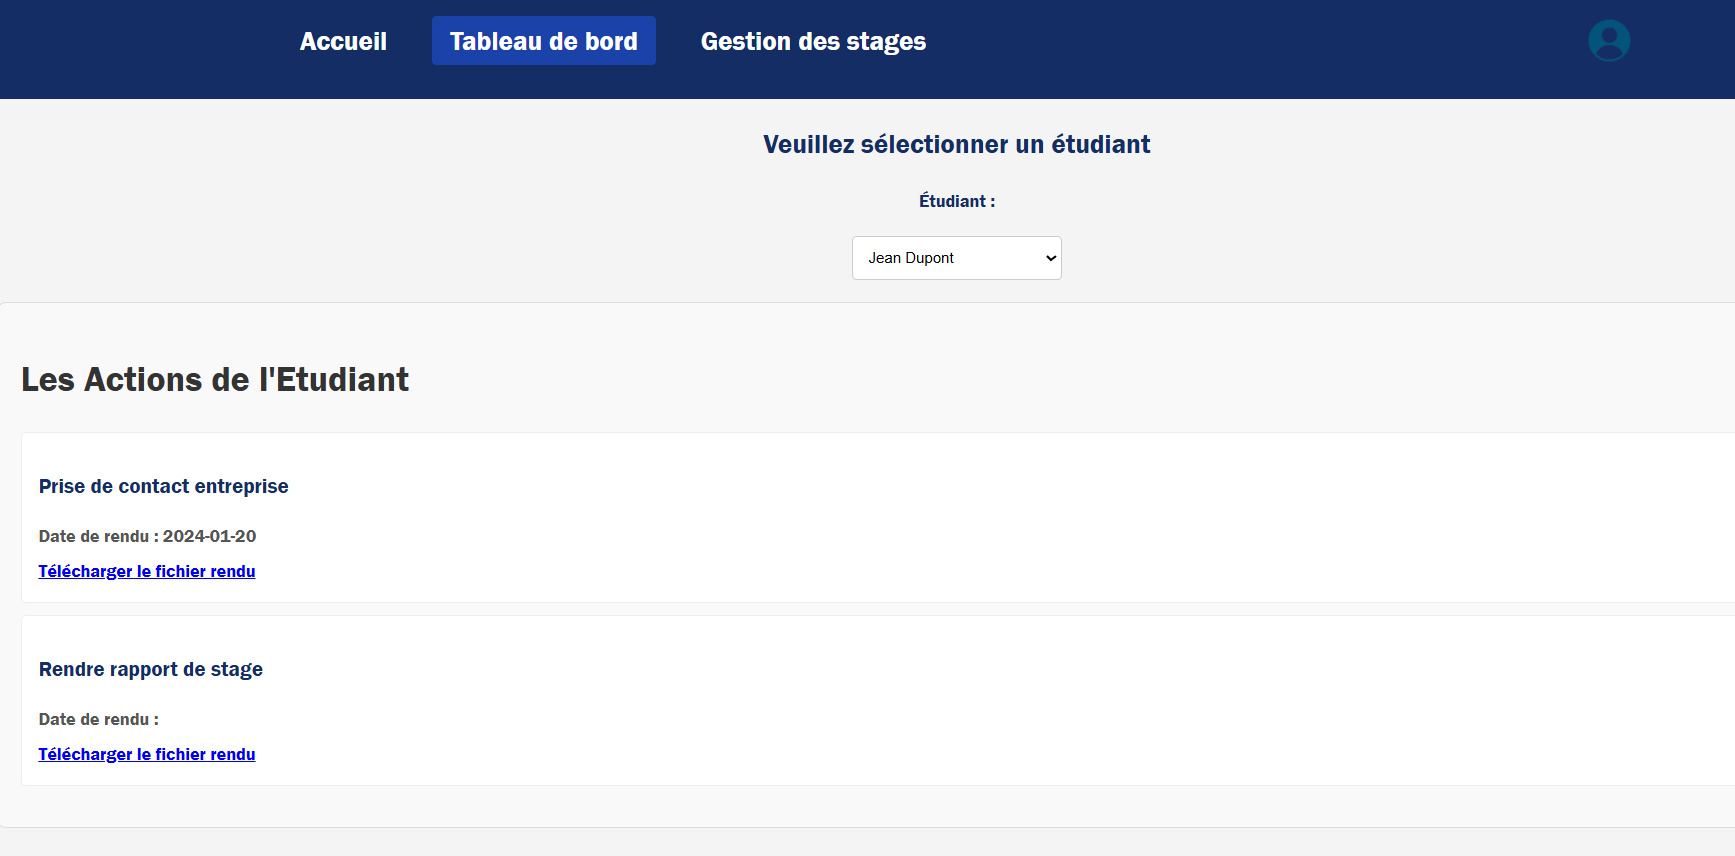 Accueil Tableau de bord Gestion des stages
Veuillez sélectionner un étudiant
Étudiant :
Jean Dupont
Les Actions de l'Etudiant
Prise de contact entreprise
Date de rendu : 2024-01-20
Télécharger le fichier rendu
Rendre rapport de stage
Date de rendu :
Télécharger le fichier rendu